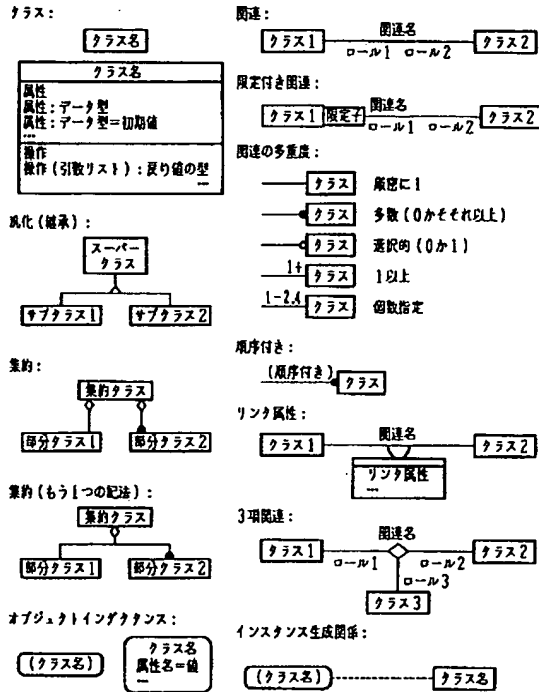 クラス:
クラス名
クラス名
属性
属性:データ型
属性:データ型=初期値
…
操作
操作(引数リスト):戻り値の型
…
汎化(継承):
スーパー
クラス
サブクラス1
サブクラス2
集約:
集約クラス
部分クラス1
部分クラス2
集約(もう1つの記法):
集約クラス
部分クラス1
部分クラス2
オブジェクトインダクタンス:
(クラス名)
クラス名
属性名=値
…
関連:
クラス1
関連名
クラス2
ロール1 ロール2
限定付き関連:
クラス1
限定子
関連名
クラス2
ロール1 ロール2
関連の多重度:
クラス 厳密に1
クラス 多数(0かそれ以上)
クラス 選択的(0か1)
1+ クラス 1以上
1-2,4 クラス 個数指定
順序付き:
(順序付き) クラス
リンク属性:
クラス1
関連名
クラス2
リンク属性
…
3項関連:
関連名
クラス1
クラス2
ロール1 ロール2
ロール3
クラス3
インスタンス生成関係:
(クラス名)
クラス名